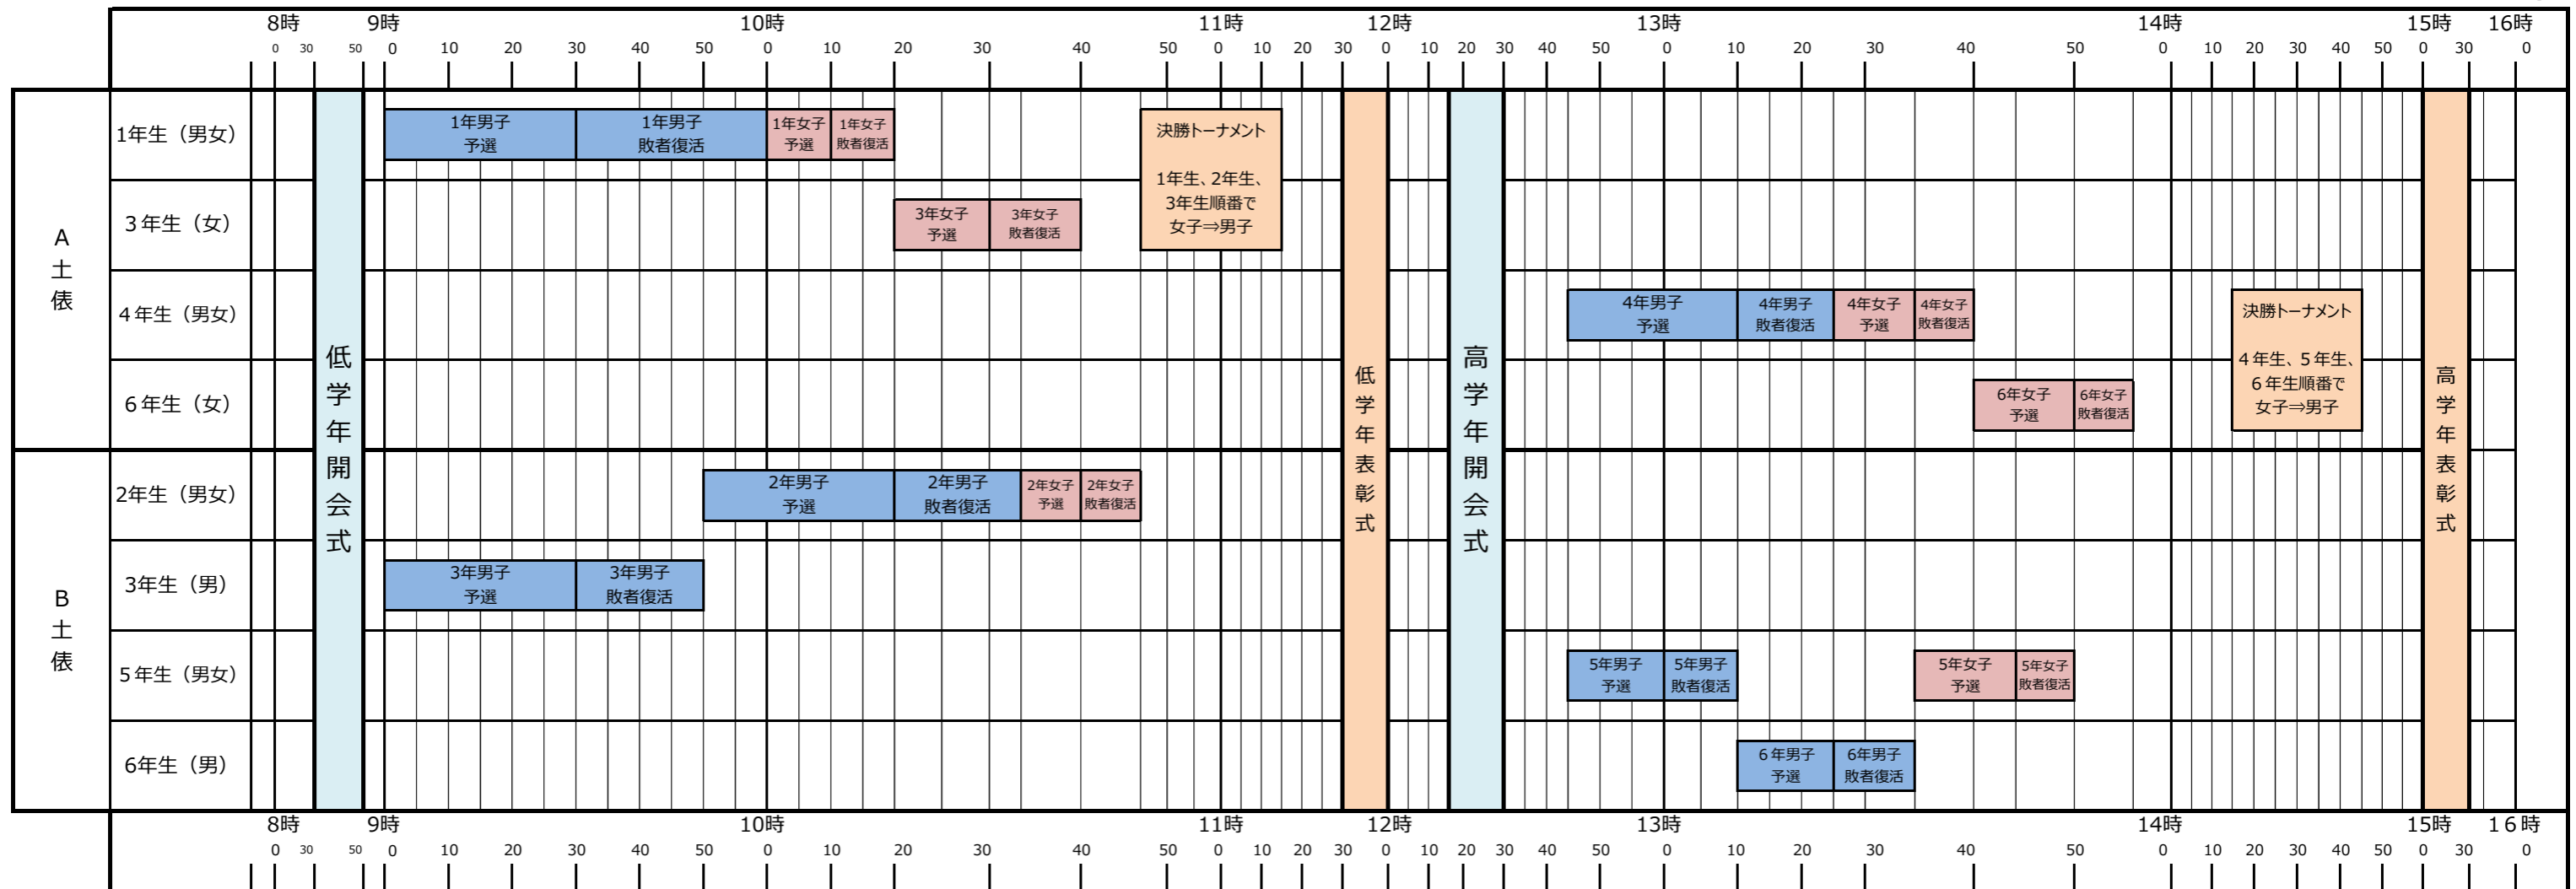 8時 9時 10時 11時 12時 13時 14時 15時 16時
0 30 50 0 10 20 30 40 50 0 10 20 30 40 50 0 10 20 30 0 10 20 30 40 50 0 10 20 30 40 50 0 10 20 30 40 50 0 30 0
A土俵
1年生（男女）
1年男子
予選
1年男子
敗者復活
1年女子
予選
1年女子
敗者復活
決勝トーナメント
1年生、2年生、
3年生順番で
女子⇒男子
３年生（女）
3年女子
予選
3年女子
敗者復活
４年生（男女）
4年男子
予選
4年男子
敗者復活
4年女子
予選
4年女子
敗者復活
決勝トーナメント
４年生、５年生、
６年生順番で
女子⇒男子
６年生（女）
6年女子
予選
6年女子
敗者復活
低学年開会式
低学年表彰式
高学年開会式
高学年表彰式
B土俵
2年生（男女）
2年男子
予選
2年男子
敗者復活
2年女子
予選
2年女子
敗者復活
3年生（男）
3年男子
予選
3年男子
敗者復活
５年生（男女）
5年男子
予選
5年男子
敗者復活
5年女子
予選
5年女子
敗者復活
6年生（男）
６年男子
予選
6年男子
敗者復活
8時 9時 10時 11時 12時 13時 14時 15時 １６時
0 30 50 0 10 20 30 40 50 0 10 20 30 40 50 0 10 20 30 0 10 20 30 40 50 0 10 20 30 40 50 0 10 20 30 40 50 0 30 0